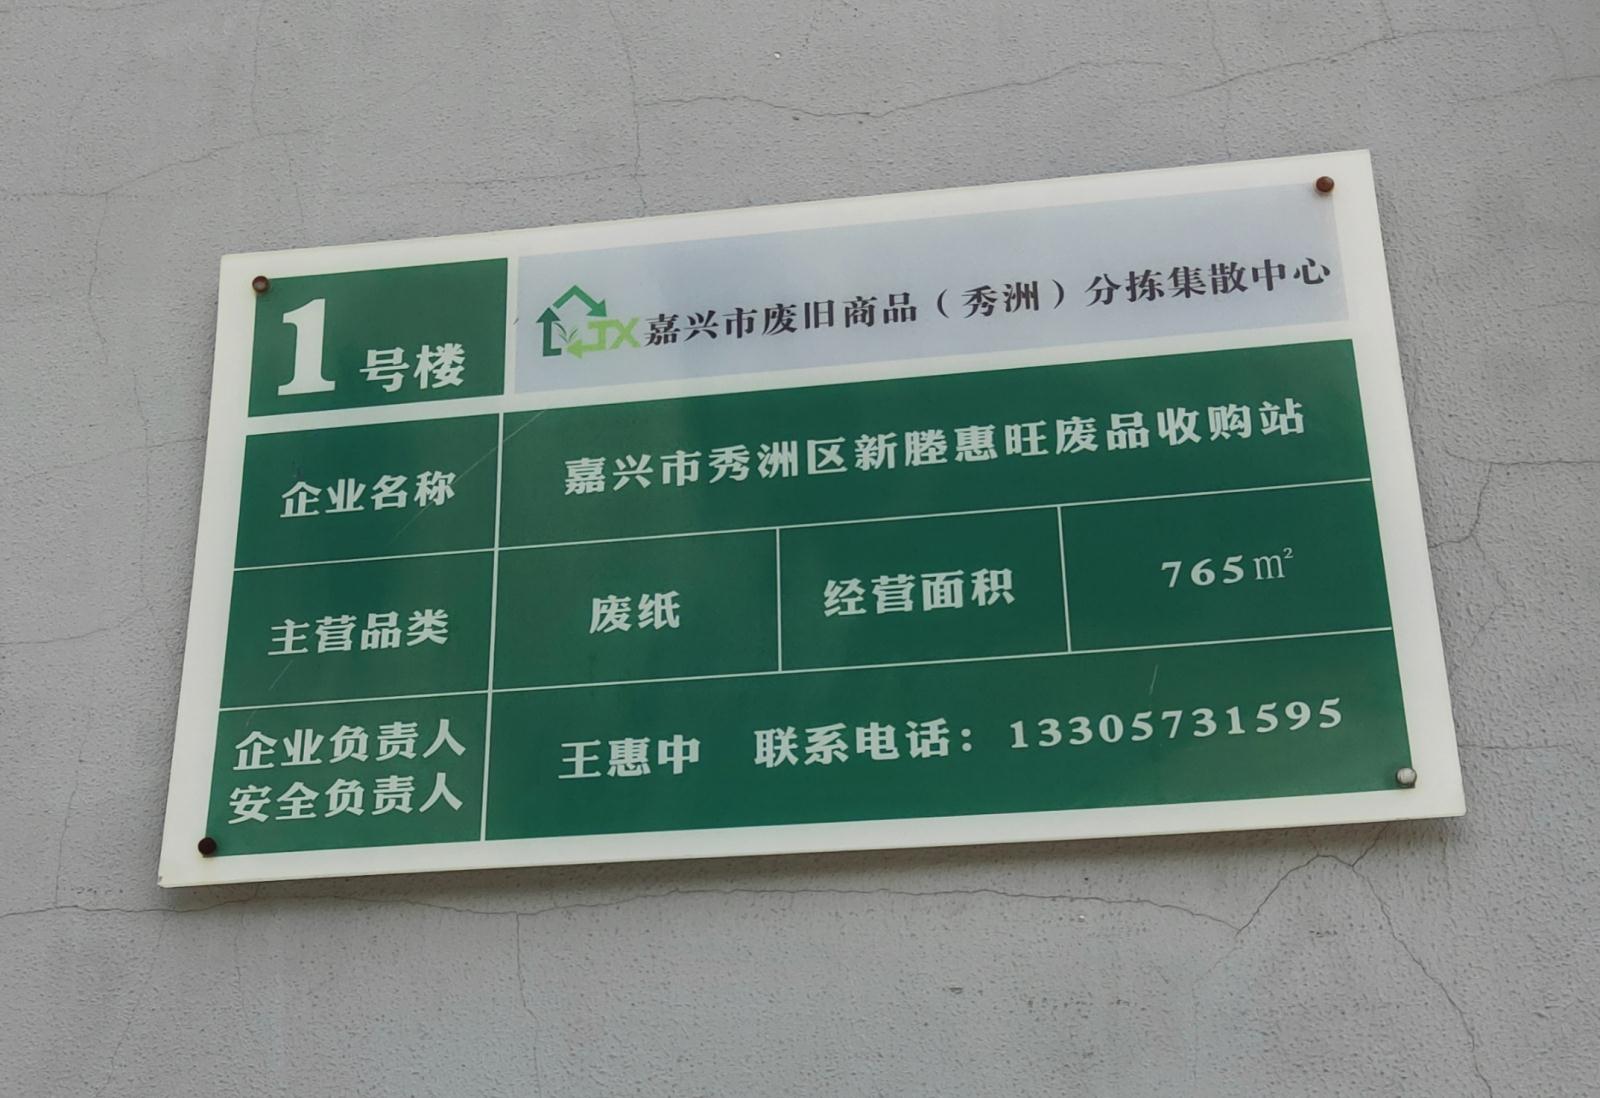 1号楼
JX 嘉兴市废旧商品（秀洲）分拣集散中心
企业名称 嘉兴市秀洲区新塍惠旺废品收购站
主营品类 废纸 经营面积 765㎡
企业负责人
安全负责人
王惠中 联系电话：13305731595